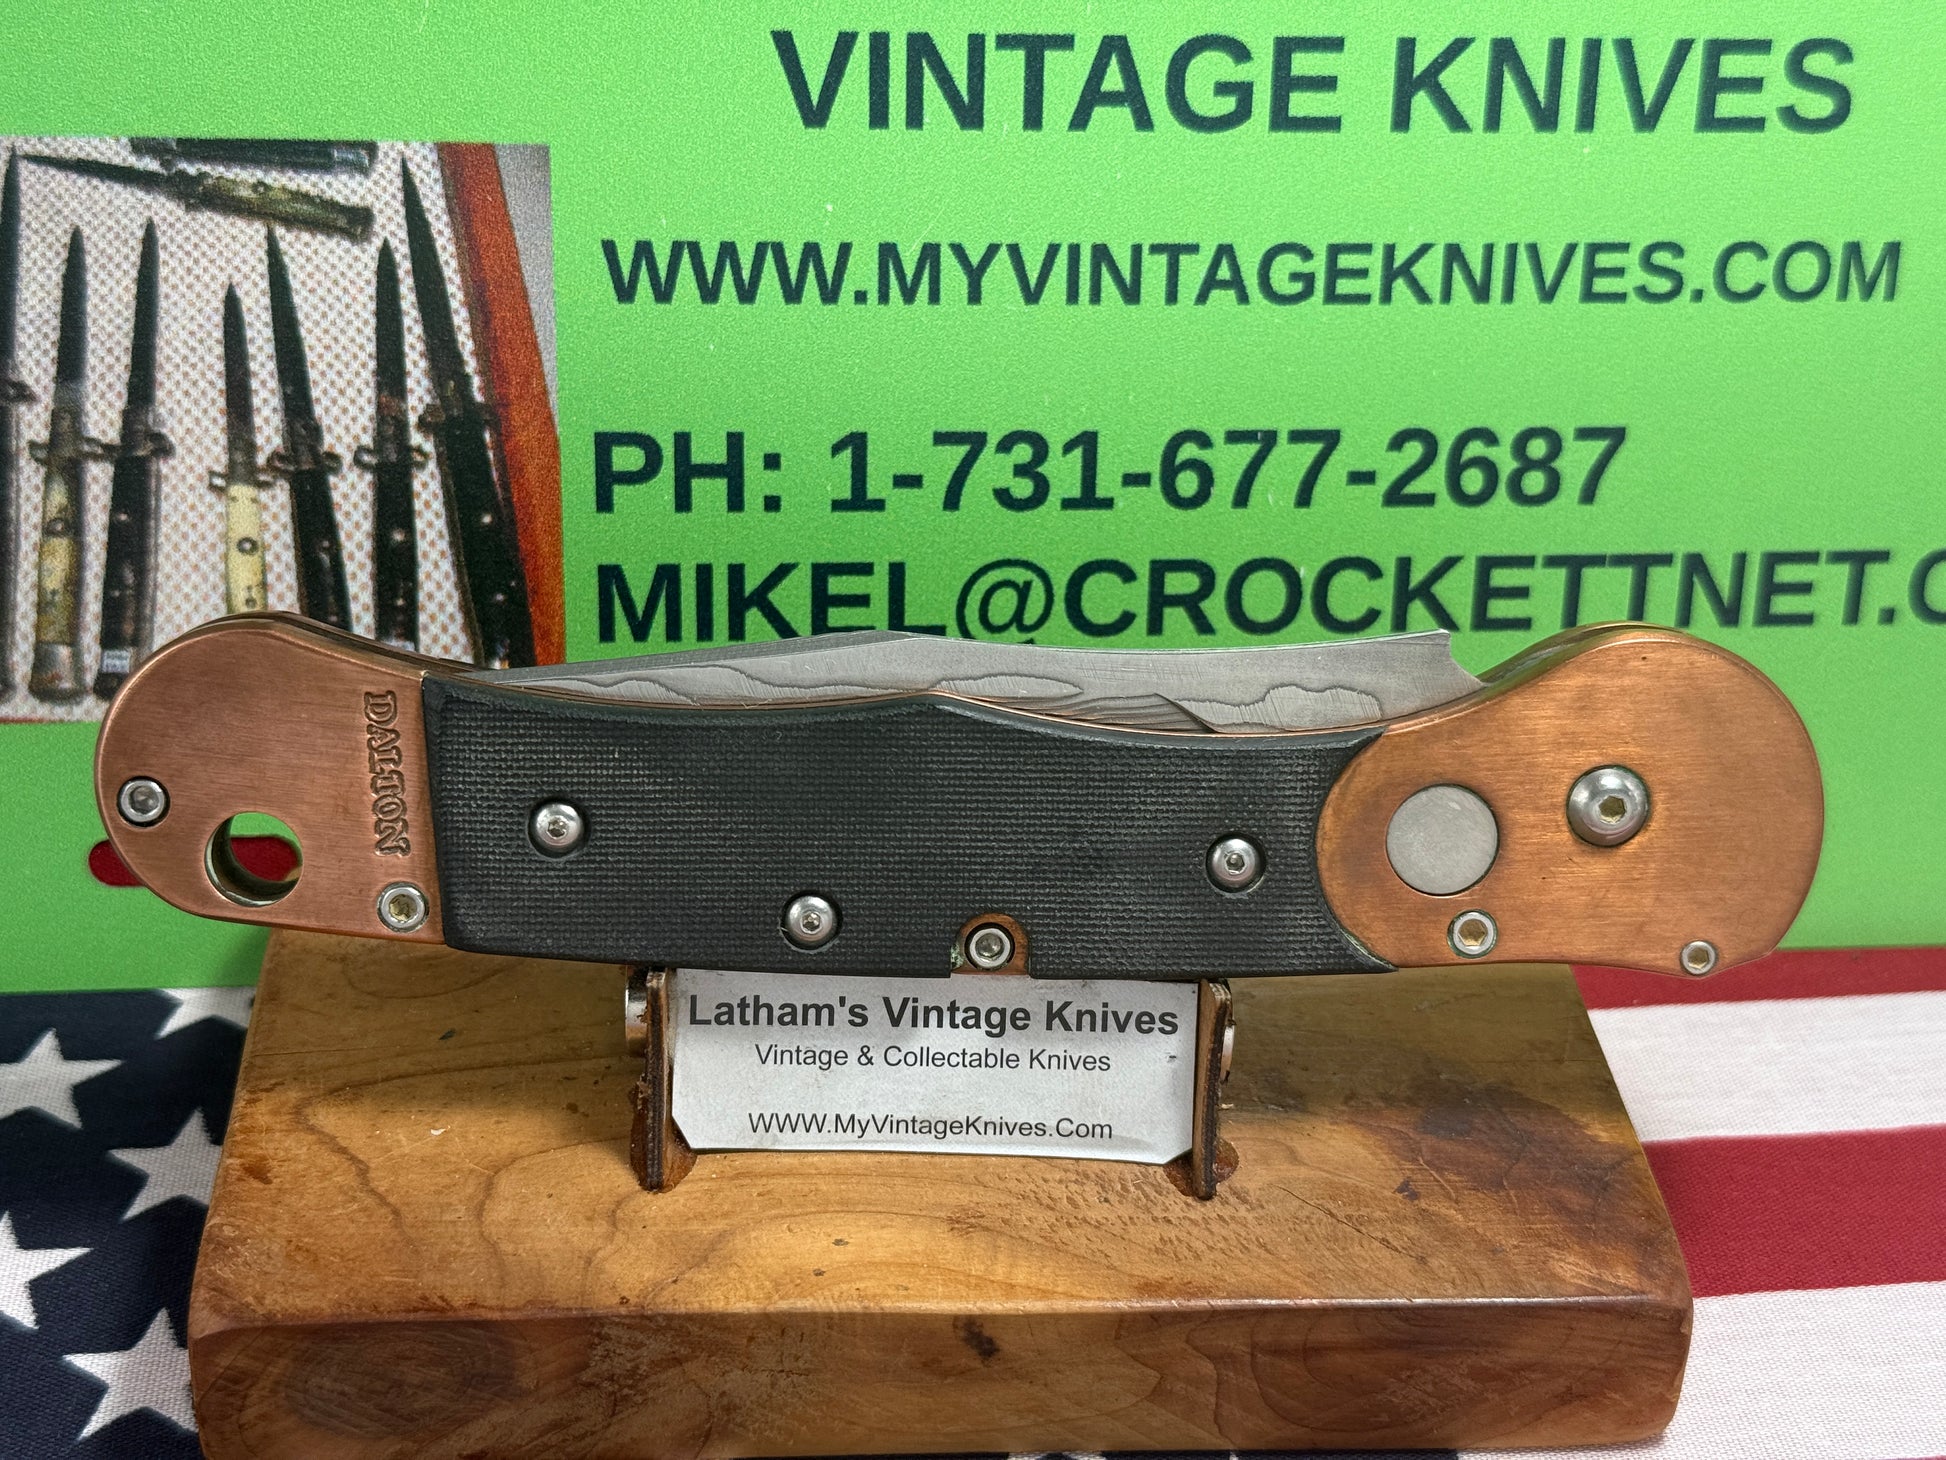 VINTAGE KNIVES
WWW.MYVINTAGEKNIVES.COM
PH: 1-731-677-2687
MIKEL@CROCKETTNET.C
DALTON
Latham's Vintage Knives
Vintage & Collectable Knives
WWW.MyVintageKnives.Com